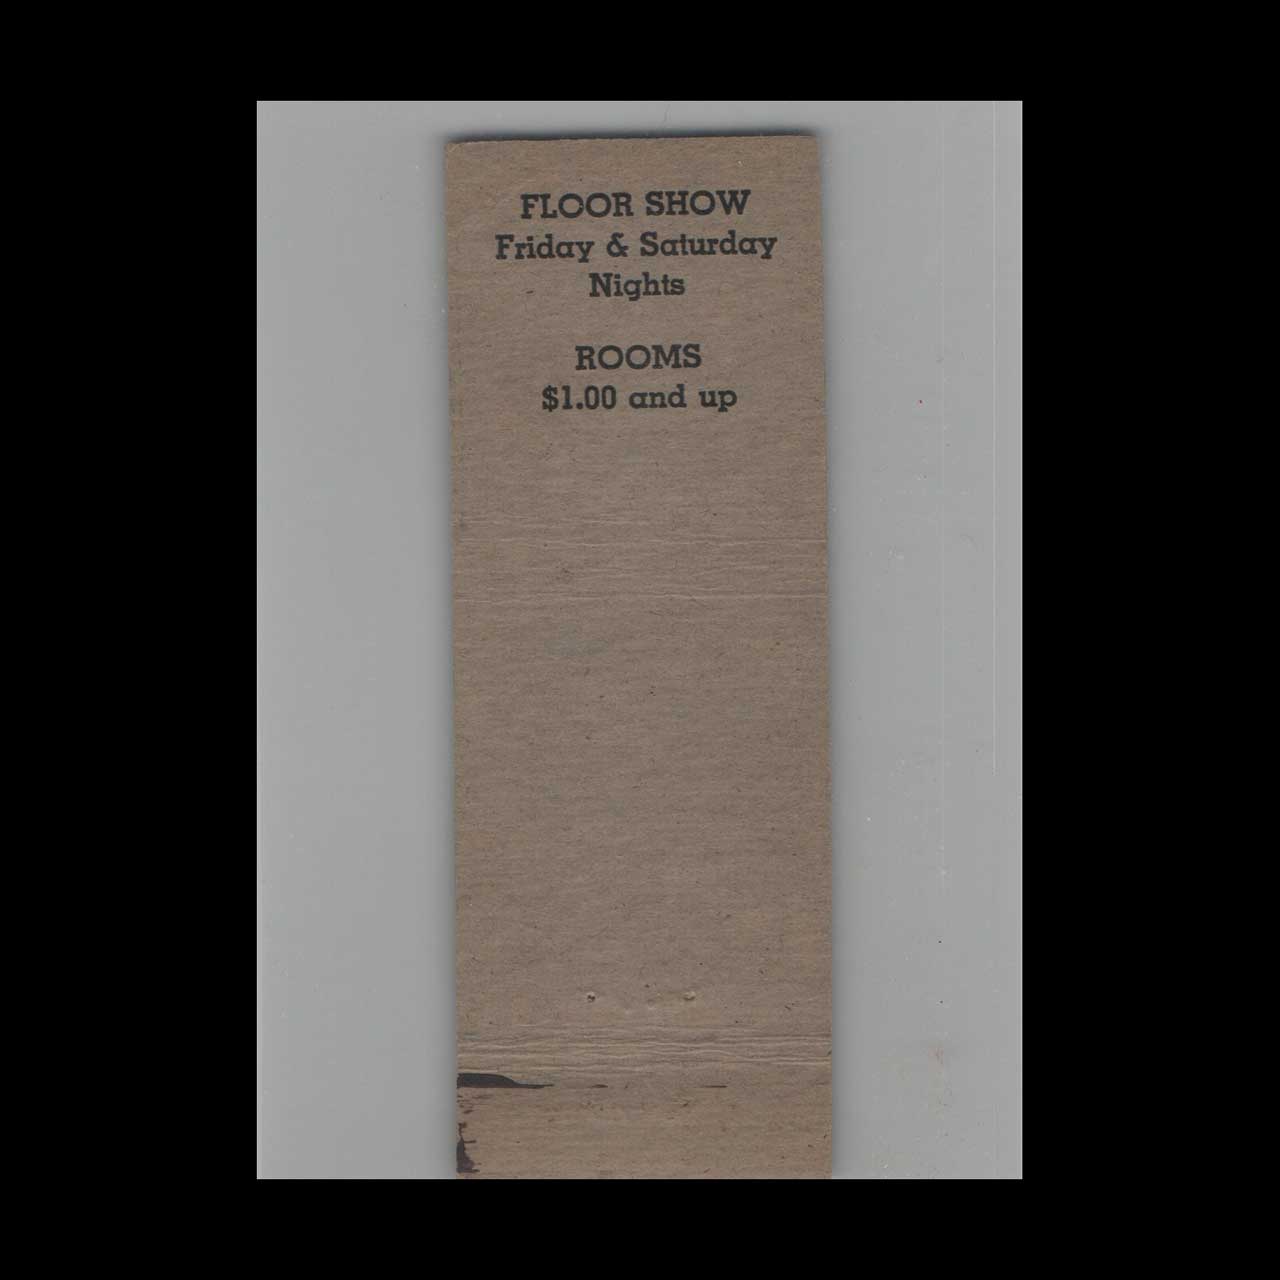 FLOOR SHOW
Friday & Saturday
Nights
ROOMS
$1.00 and up